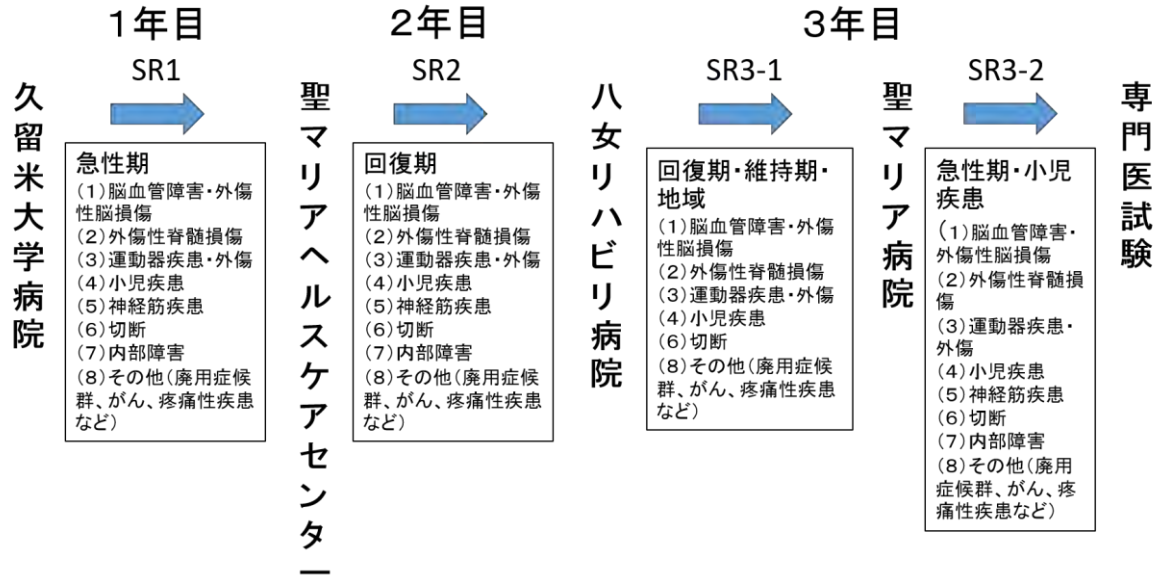 1年目
2年目
3年目
SR1
SR2
SR3-1
SR3-2
久留米大学病院
急性期
(1)脳血管障害・外傷
性脳損傷
(2)外傷性脊髄損傷
(3)運動器疾患・外傷
(4)小児疾患
(5)神経筋疾患
(6)切断
(7)内部障害
(8)その他(廃用症候
群、がん、疼痛性疾患
など)
聖マリアヘルスケアセンター
回復期
(1)脳血管障害・外傷
性脳損傷
(2)外傷性脊髄損傷
(3)運動器疾患・外傷
(4)小児疾患
(5)神経筋疾患
(6)切断
(7)内部障害
(8)その他(廃用症候
群、がん、疼痛性疾患
など)
八女リハビリ病院
回復期・維持期・
地域
(1)脳血管障害・外傷
性脳損傷
(2)外傷性脊髄損傷
(3)運動器疾患・外傷
(4)小児疾患
(6)切断
(8)その他(廃用症候
群、がん、疼痛性疾患
など)
聖マリア病院
急性期・小児
疾患
(1)脳血管障害・
外傷性脳損傷
(2)外傷性脊髄損
傷
(3)運動器疾患・
外傷
(4)小児疾患
(5)神経筋疾患
(6)切断
(7)内部障害
(8)その他(廃用
症候群、がん、疼
痛性疾患など)
専門医試験